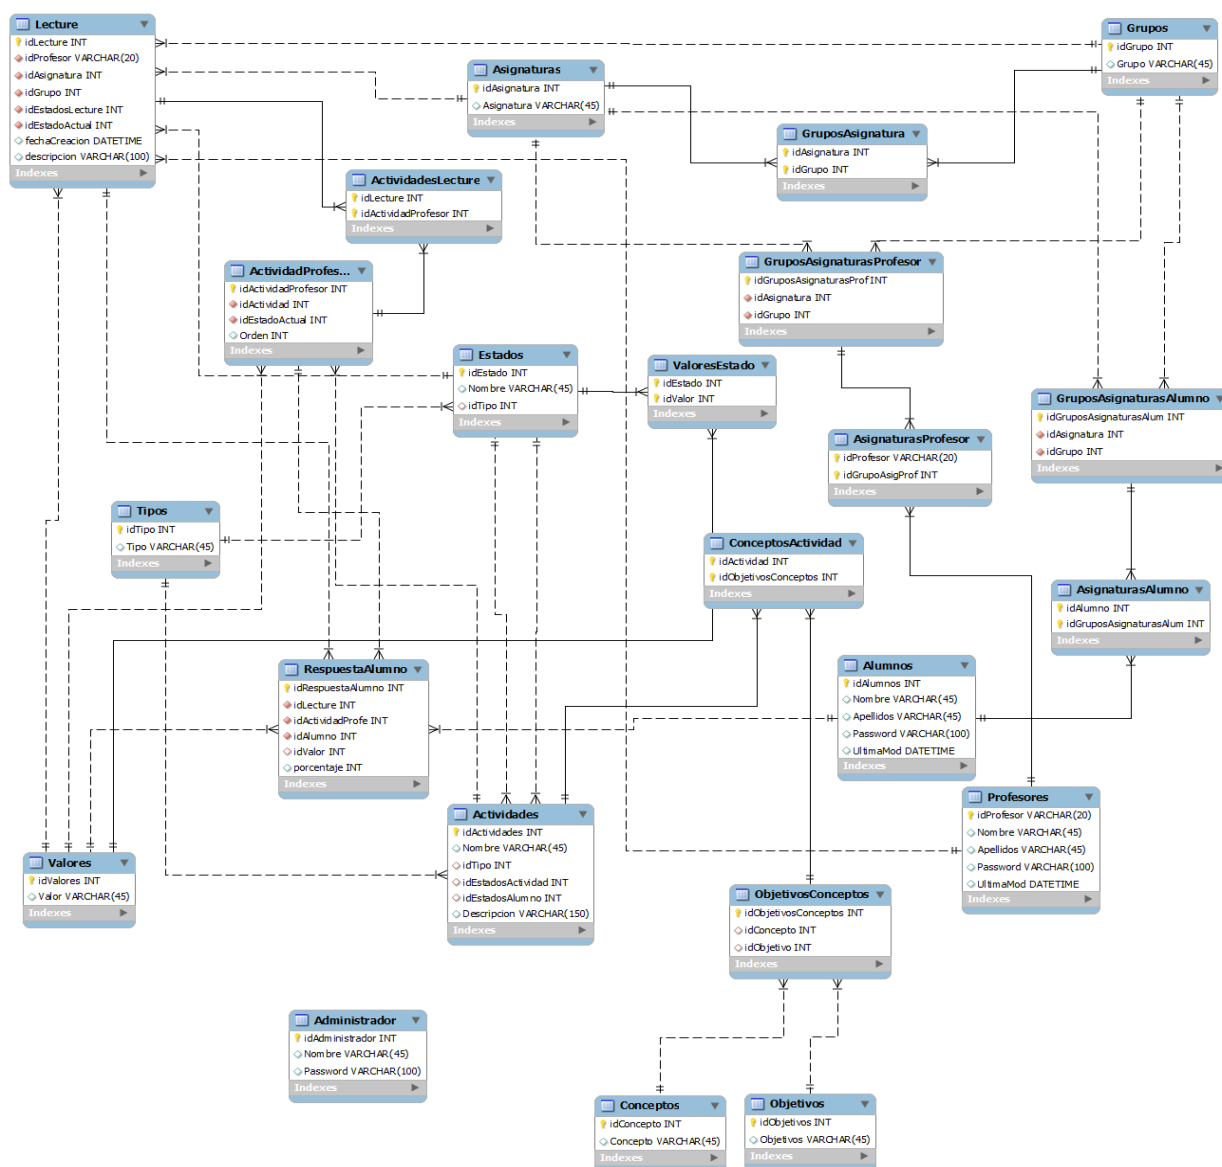 Lecture
idLecture INT
idProfesor VARCHAR(20)
idAsignatura INT
idGrupo INT
idEstadosLecture INT
idEstadoActual INT
fechaCreacion DATETIME
descripcion VARCHAR(100)
Indexes
Grupos
idGrupo INT
Grupo VARCHAR(45)
Indexes
Asignaturas
idAsignatura INT
Asignatura VARCHAR(45)
Indexes
GruposAsignatura
idAsignatura INT
idGrupo INT
Indexes
ActividadesLecture
idLecture INT
idActividadProfesor INT
Indexes
GruposAsignaturasProfesor
idGruposAsignaturasProf INT
idAsignatura INT
idGrupo INT
Indexes
ActividadProfes...
idActividadProfesor INT
idActividad INT
idEstadoActual INT
Orden INT
Indexes
Estados
idEstado INT
Nombre VARCHAR(45)
idTipo INT
Indexes
ValoresEstado
idEstado INT
idValor INT
Indexes
GruposAsignaturasAlumno
idGruposAsignaturasAlum INT
idAsignatura INT
idGrupo INT
Indexes
AsignaturasProfesor
idProfesor VARCHAR(20)
idGrupoAsigProf INT
Indexes
Tipos
idTipo INT
Tipo VARCHAR(45)
Indexes
ConceptosActividad
idActividad INT
idObjetivosConceptos INT
Indexes
AsignaturasAlumno
idAlumno INT
idGruposAsignaturasAlum INT
Indexes
RespuestaAlumno
idRespuestaAlumno INT
idLecture INT
idActividadProfe INT
idAlumno INT
idValor INT
porcentaje INT
Indexes
Alumnos
idAlumnos INT
Nombre VARCHAR(45)
Apellidos VARCHAR(45)
Password VARCHAR(100)
UltimaMod DATETIME
Indexes
Profesores
idProfesor VARCHAR(20)
Nombre VARCHAR(45)
Apellidos VARCHAR(45)
Password VARCHAR(100)
UltimaMod DATETIME
Indexes
Actividades
idActividades INT
Nombre VARCHAR(45)
idTipo INT
idEstadosActividad INT
idEstadosAlumno INT
Descripcion VARCHAR(150)
Indexes
Valores
idValores INT
Valor VARCHAR(45)
Indexes
ObjetivosConceptos
idObjetivosConceptos INT
idConcepto INT
idObjetivo INT
Indexes
Administrador
idAdministrador INT
Nombre VARCHAR(45)
Password VARCHAR(100)
Indexes
Conceptos
idConcepto INT
Concepto VARCHAR(45)
Indexes
Objetivos
idObjetivos INT
Objetivos VARCHAR(45)
Indexes